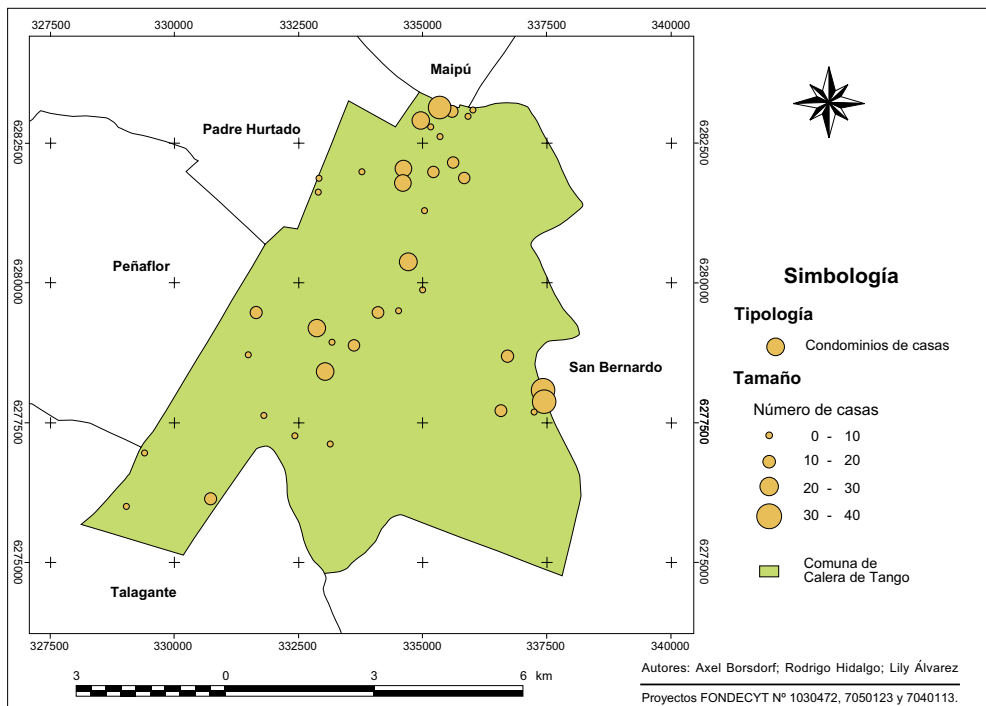 327500 330000 332500 335000 337500 340000
Maipú
Padre Hurtado
6282500
6282500
Peñaflor
6280000
6280000
San Bernardo
6277500
6277500
6275000
6275000
Talagante
327500 330000 332500 335000 337500 340000
Simbología
Tipología
Condominios de casas
Tamaño
Número de casas
0 - 10
10 - 20
20 - 30
30 - 40
Comuna de
Calera de Tango
3 0 3 6 km
Autores: Axel Borsdorf; Rodrigo Hidalgo; Lily Álvarez
Proyectos FONDECYT Nº 1030472, 7050123 y 7040113.